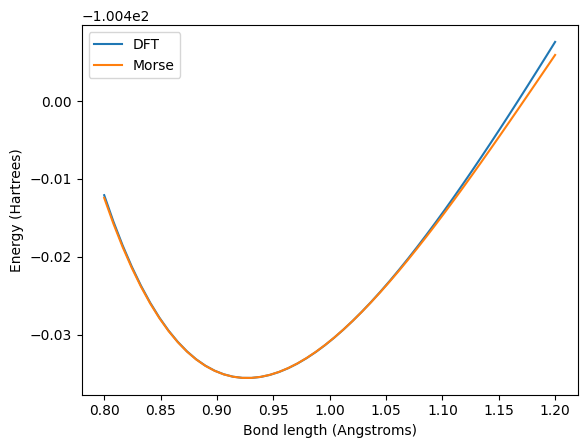 −1.004e2
DFT
Morse
0.00
−0.01
−0.02
−0.03
Energy (Hartrees)
0.80 0.85 0.90 0.95 1.00 1.05 1.10 1.15 1.20
Bond length (Angstroms)